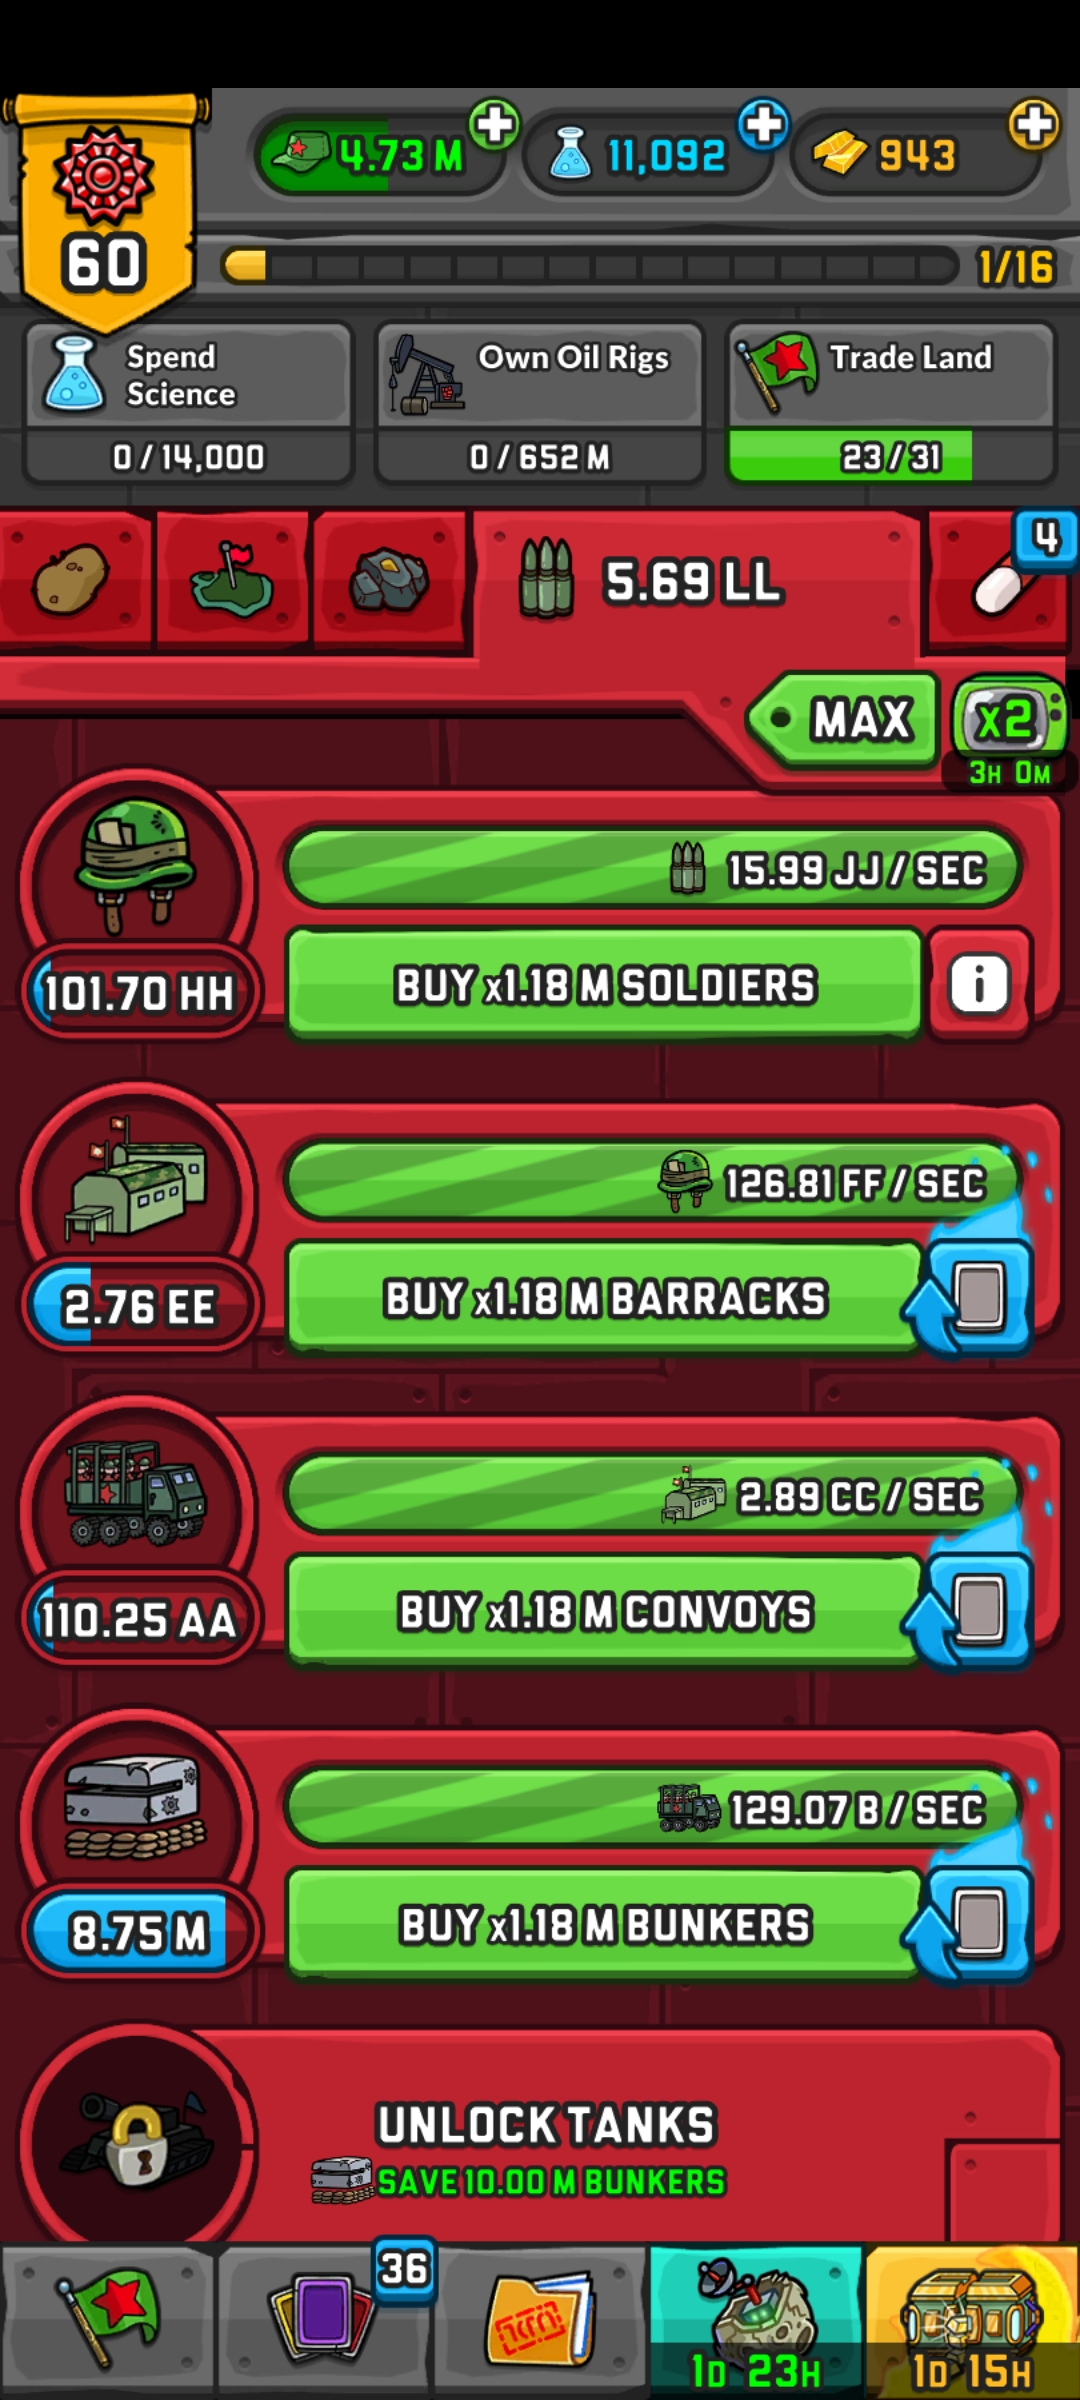 4.73 M
11,092
943
60
1/16
Spend
Science
0/14,000
Own Oil Rigs
0/652 M
Trade Land
23/31
5.69 LL
4
MAX
x2
3H 0M
15.99 JJ/SEC
101.70 HH
BUY x1.18 M SOLDIERS
i
126.81 FF/SEC
2.76 EE
BUY x1.18 M BARRACKS
2.89 CC/SEC
110.25 AA
BUY x1.18 M CONVOYS
129.07 B/SEC
8.75 M
BUY x1.18 M BUNKERS
UNLOCK TANKS
SAVE 10.00 M BUNKERS
36
1D 23H
1D 15H